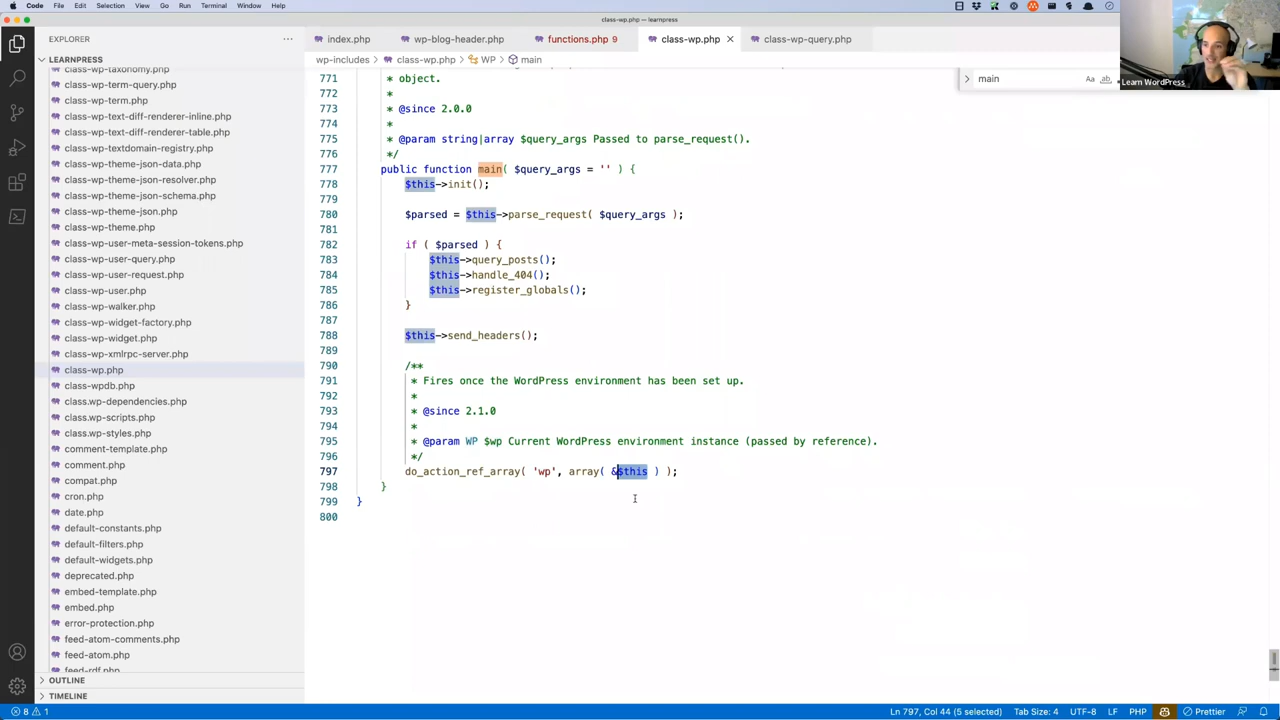 Code File Edit Selection View Go Run Terminal Window Help
class-wp.php — learnpress
EXPLORER
index.php
wp-blog-header.php
functions.php 9
class-wp.php
class-wp-query.php
LEARNPRESS
wp-includes > class-wp.php > WP > main
main
Aa
ab
Learn WordPress
class-wp-taxonomy.php
class-wp-term-query.php
class-wp-term.php
class-wp-text-diff-renderer-inline.php
class-wp-text-diff-renderer-table.php
class-wp-textdomain-registry.php
class-wp-theme-json-data.php
class-wp-theme-json-resolver.php
class-wp-theme-json-schema.php
class-wp-theme-json.php
class-wp-theme.php
class-wp-user-meta-session-tokens.php
class-wp-user-query.php
class-wp-user-request.php
class-wp-user.php
class-wp-walker.php
class-wp-widget-factory.php
class-wp-widget.php
class-wp-xmlrpc-server.php
class-wp.php
class-wpdb.php
class.wp-dependencies.php
class.wp-scripts.php
class.wp-styles.php
comment-template.php
comment.php
compat.php
cron.php
date.php
default-constants.php
default-filters.php
default-widgets.php
deprecated.php
embed-template.php
embed.php
error-protection.php
feed-atom-comments.php
feed-atom.php
feed-rdf.php
OUTLINE
TIMELINE
771 * object.
772 *
773 * @since 2.0.0
774 *
775 * @param string|array $query_args Passed to parse_request().
776 */
777 public function main( $query_args = '' ) {
778 $this->init();
779
780 $parsed = $this->parse_request( $query_args );
781
782 if ( $parsed ) {
783 $this->query_posts();
784 $this->handle_404();
785 $this->register_globals();
786 }
787
788 $this->send_headers();
789
790 /**
791 * Fires once the WordPress environment has been set up.
792 *
793 * @since 2.1.0
794 *
795 * @param WP $wp Current WordPress environment instance (passed by reference).
796 */
797 do_action_ref_array( 'wp', array( &$this ) );
798 }
799 }
800
8 1
Ln 797, Col 44 (5 selected)
Tab Size: 4
UTF-8
LF
PHP
Prettier